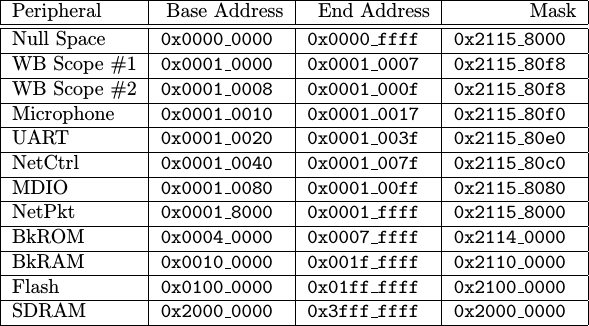 Peripheral Base Address End Address Mask
Null Space 0x0000_0000 0x0000_ffff 0x2115_8000
WB Scope #1 0x0001_0000 0x0001_0007 0x2115_80f8
WB Scope #2 0x0001_0008 0x0001_000f 0x2115_80f8
Microphone 0x0001_0010 0x0001_0017 0x2115_80f0
UART 0x0001_0020 0x0001_003f 0x2115_80e0
NetCtrl 0x0001_0040 0x0001_007f 0x2115_80c0
MDIO 0x0001_0080 0x0001_00ff 0x2115_8080
NetPkt 0x0001_8000 0x0001_ffff 0x2115_8000
BkROM 0x0004_0000 0x0007_ffff 0x2114_0000
BkRAM 0x0010_0000 0x001f_ffff 0x2110_0000
Flash 0x0100_0000 0x01ff_ffff 0x2100_0000
SDRAM 0x2000_0000 0x3fff_ffff 0x2000_0000